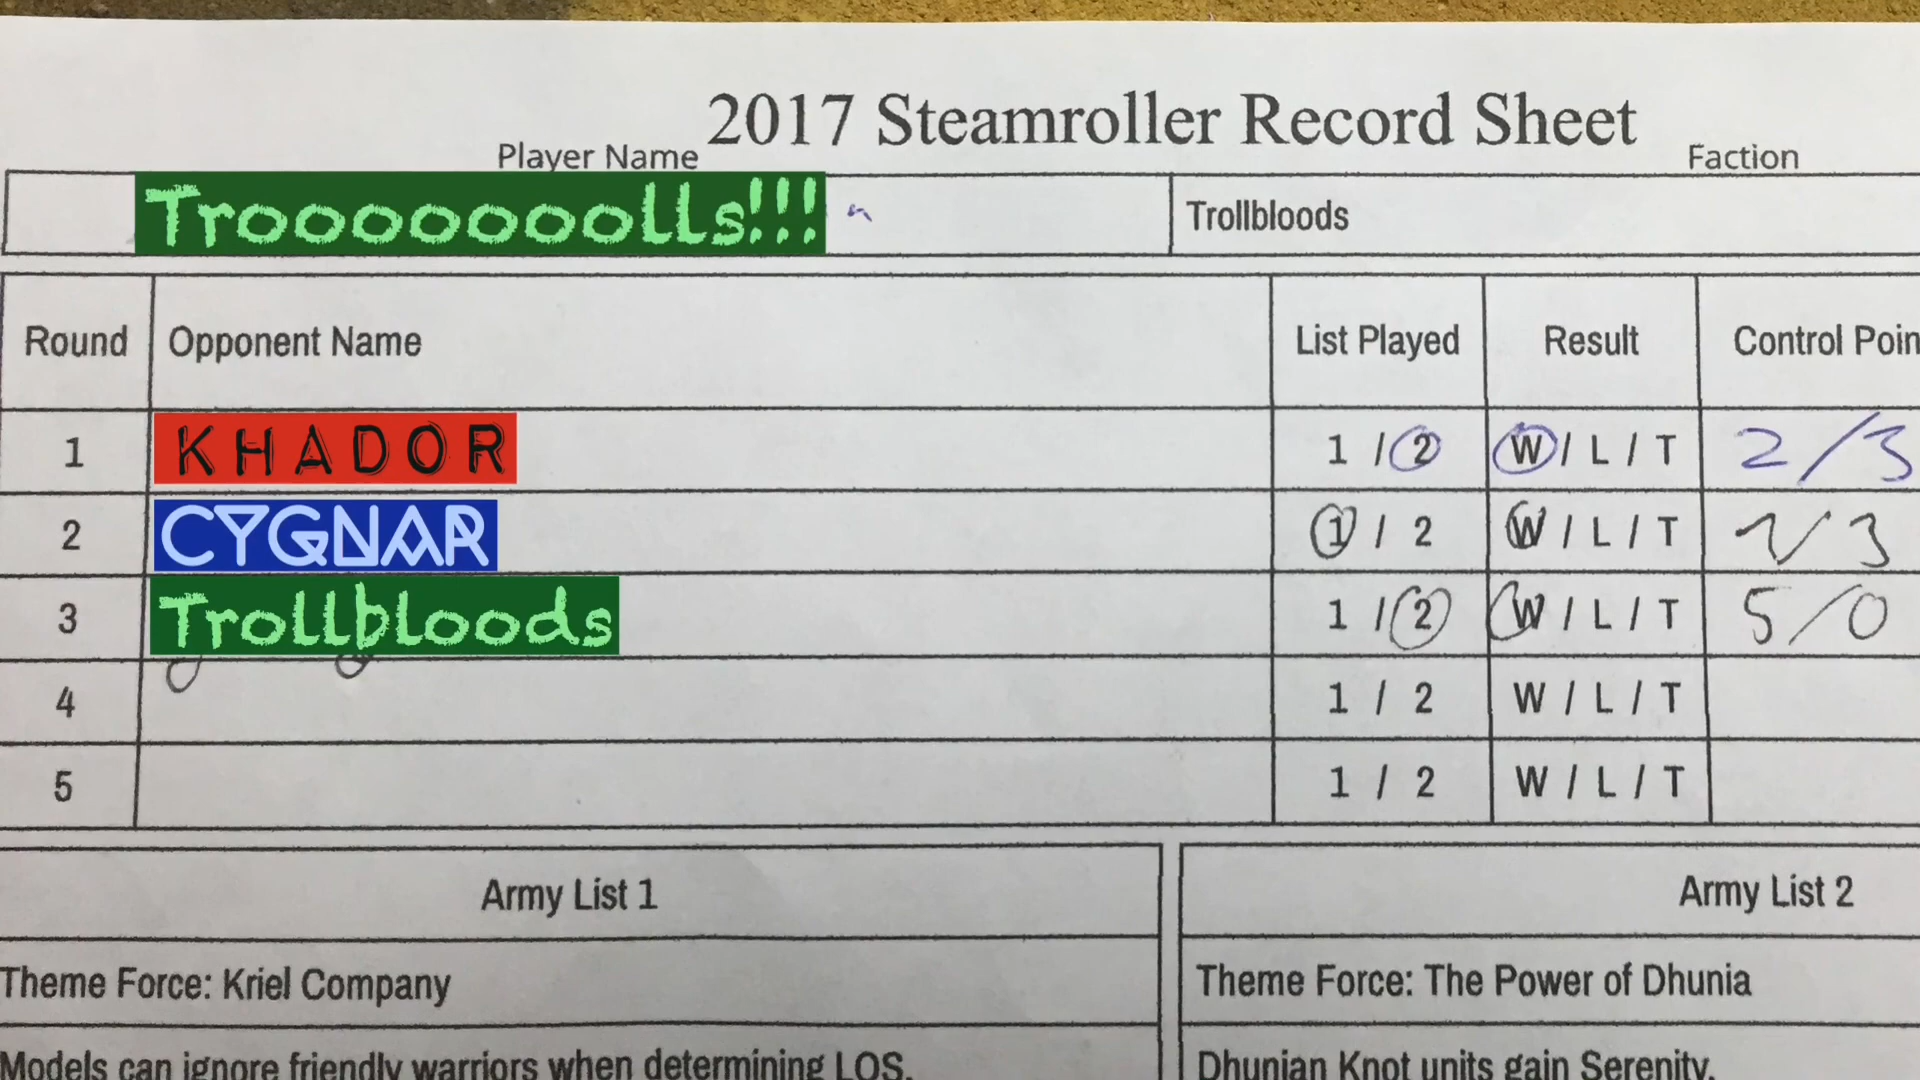 2017 Steamroller Record Sheet
Player Name Faction
Trooooooolls!!! Trollbloods
Round Opponent Name List Played Result Control Poin
1 KHADOR 1 / 2 W / L / T 2/3
2 CYGNAR 1 / 2 W / L / T 1/3
3 Trollbloods 1 / 2 W / L / T 5/0
4 1 / 2 W / L / T
5 1 / 2 W / L / T
Army List 1 Army List 2
Theme Force: Kriel Company Theme Force: The Power of Dhunia
Models can ignore friendly warriors when determining LOS. Dhunian Knot units gain Serenity.